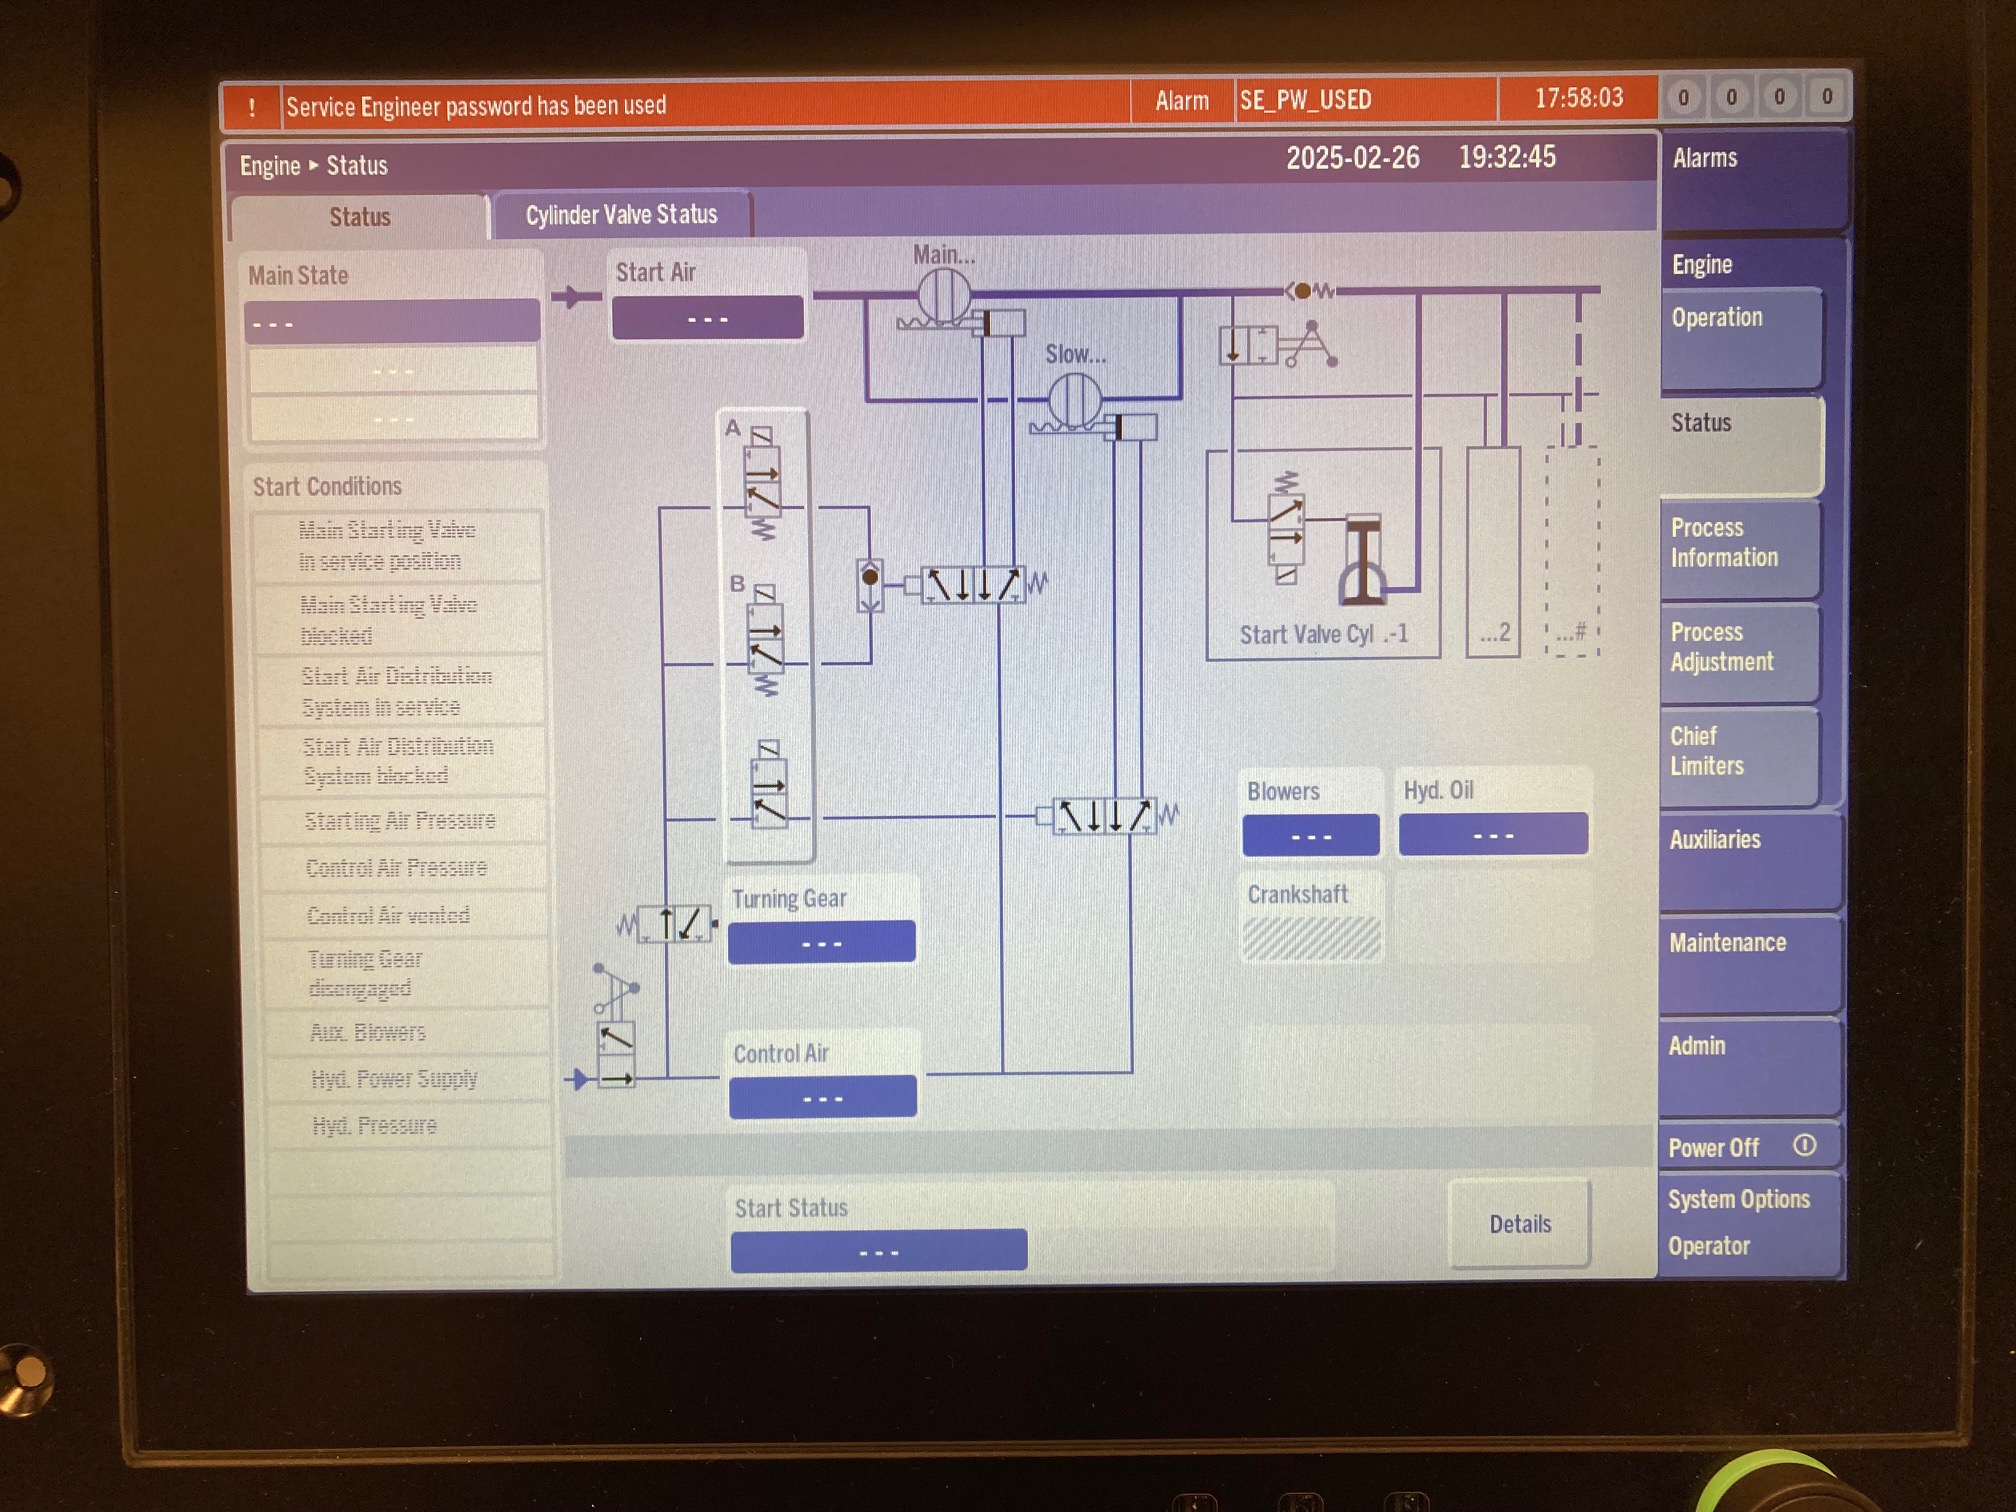 ! Service Engineer password has been used Alarm SE_PW_USED 17:58:03 0 0 0 0
Engine ▸ Status 2025-02-26 19:32:45
Status Cylinder Valve Status
Main State
---
---
---
Start Conditions
Main Starting Valve
in service position
Main Starting Valve
blocked
Start Air Distribution
System in service
Start Air Distribution
System blocked
Starting Air Pressure
Control Air Pressure
Control Air vented
Turning Gear
disengaged
Aux. Blowers
Hyd. Power Supply
Hyd. Pressure
Start Air
---
Main...
Slow...
A
B
Start Valve Cyl .-1
...2
...#
Turning Gear
---
Control Air
---
Blowers
---
Hyd. Oil
---
Crankshaft
Start Status
---
Details
Alarms
Engine
Operation
Status
Process
Information
Process
Adjustment
Chief
Limiters
Auxiliaries
Maintenance
Admin
Power Off
System Options
Operator